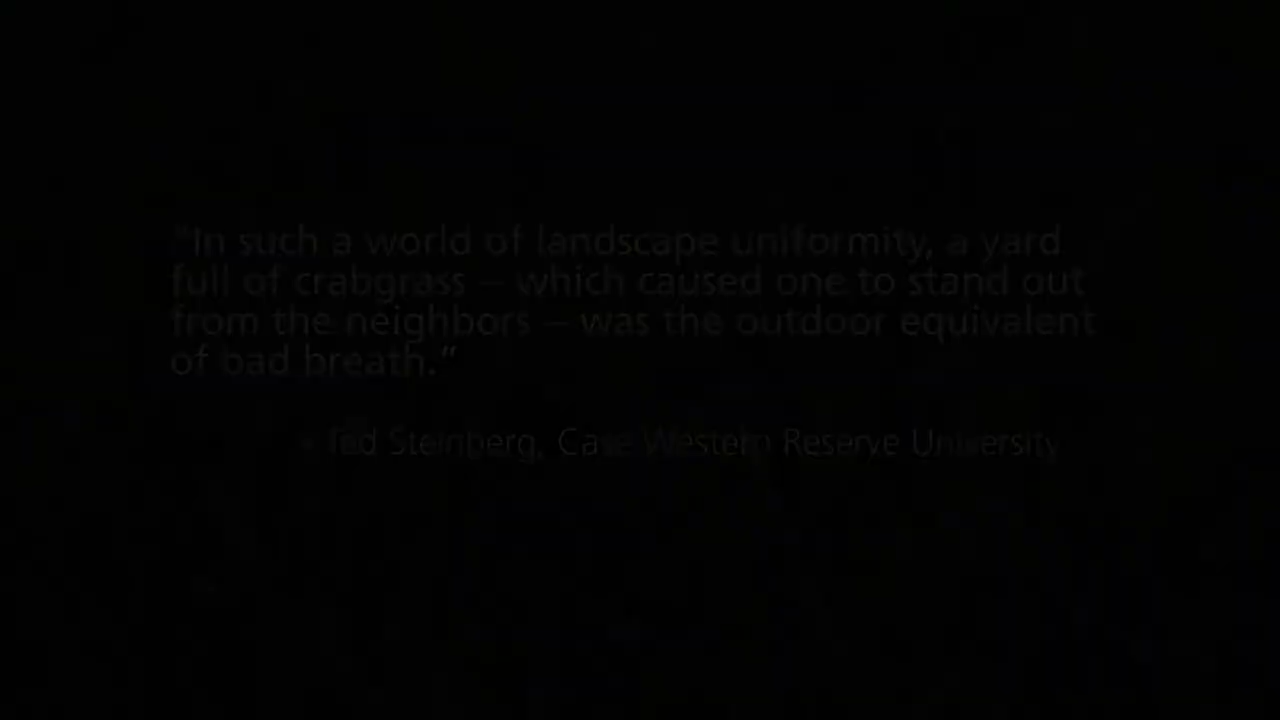 "In such a world of landscape uniformity, a yard
full of crabgrass – which caused one to stand out
from the neighbors – was the outdoor equivalent
of bad breath."
- Ted Steinberg, Case Western Reserve University